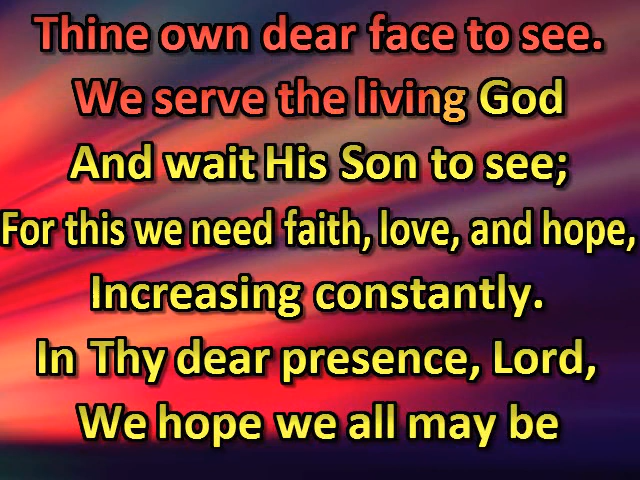 Thine own dear face to see.
We serve the living God
And wait His Son to see;
For this we need faith, love, and hope,
Increasing constantly.
In Thy dear presence, Lord,
We hope we all may be